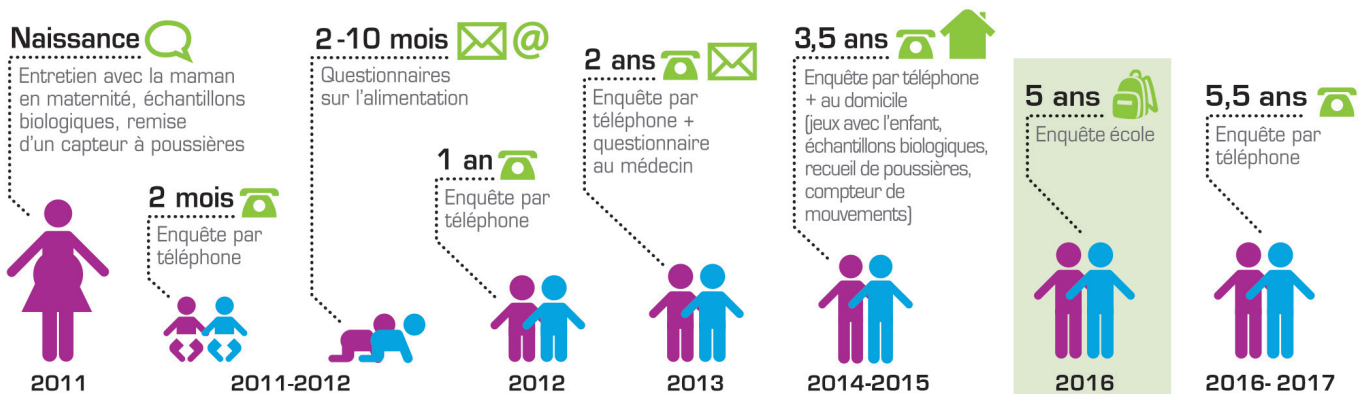 Naissance
Entretien avec la maman
en maternité, échantillons
biologiques, remise
d'un capteur à poussières
2 mois
Enquête par
téléphone
2-10 mois
@
Questionnaires
sur l'alimentation
1 an
Enquête par
téléphone
2 ans
Enquête par
téléphone +
questionnaire
au médecin
3,5 ans
Enquête par téléphone
+ au domicile
(jeux avec l'enfant,
échantillons biologiques,
recueil de poussières,
compteur de
mouvements)
5 ans
Enquête école
5,5 ans
Enquête par
téléphone
2011
2011-2012
2012
2013
2014-2015
2016
2016- 2017